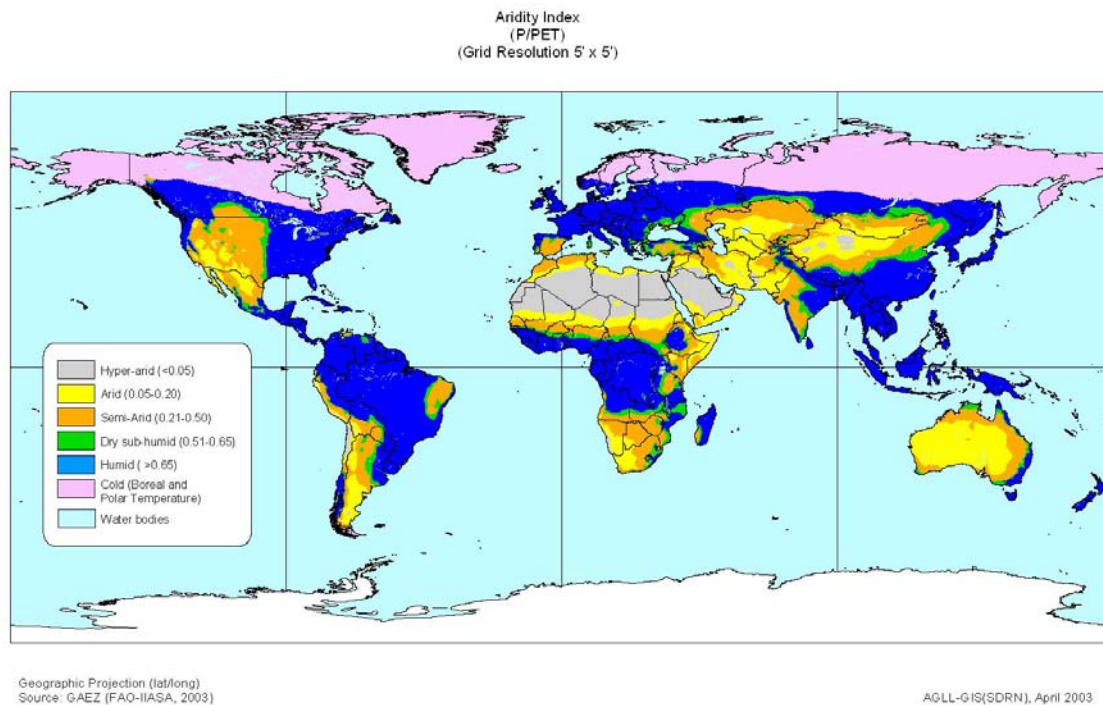 Aridity Index
(P/PET)
(Grid Resolution 5' x 5')
Hyper-arid (<0.05)
Arid (0.05-0.20)
Semi-Arid (0.21-0.50)
Dry sub-humid (0.51-0.65)
Humid ( >0.65)
Cold (Boreal and
Polar Temperature)
Water bodies
Geographic Projection (lat/long)
Source: GAEZ (FAO-IIASA, 2003)
AGLL-GIS(SDRN), April 2003